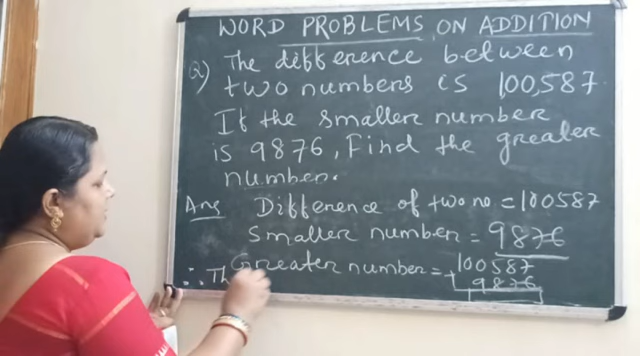 WORD PROBLEMS ON ADDITION
Q) The difference between
two numbers is 100,587.
If the smaller number
is 9876, Find the greater
number.
Ans Difference of two no = 100587
Smaller number = 9876
Greater number = 100587
+ 9876
∴ Th